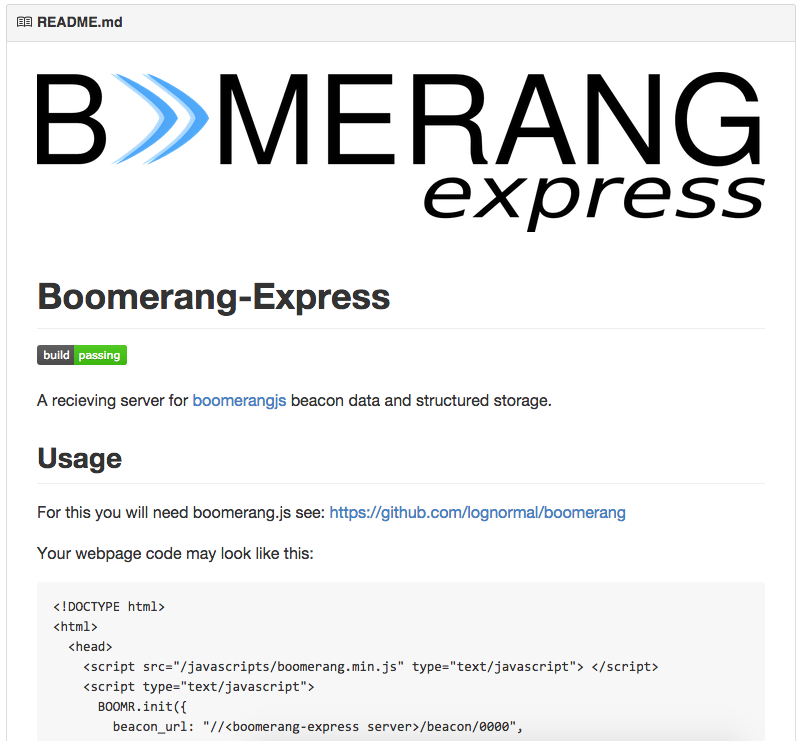 README.md
B MERANG
express
Boomerang-Express
build passing
A recieving server for boomerangjs beacon data and structured storage.
Usage
For this you will need boomerang.js see: https://github.com/lognormal/boomerang
Your webpage code may look like this:
<!DOCTYPE html>
<html>
<head>
<script src="/javascripts/boomerang.min.js" type="text/javascript"> </script>
<script type="text/javascript">
BOOMR.init({
beacon_url: "//<boomerang-express server>/beacon/0000",